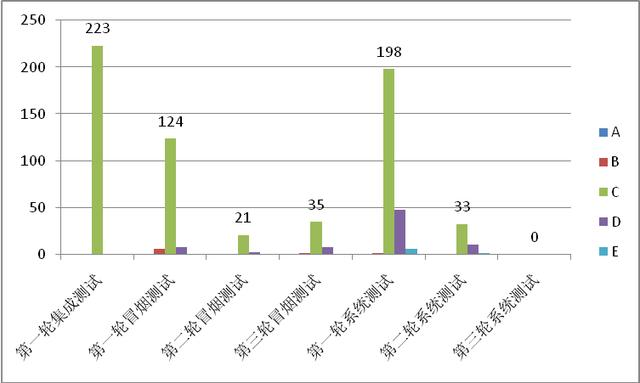 250
200
150
100
50
0
223
124
21
35
198
33
0
第一轮集成测试
第一轮冒烟测试
第二轮冒烟测试
第三轮冒烟测试
第一轮系统测试
第二轮系统测试
第三轮系统测试
A
B
C
D
E